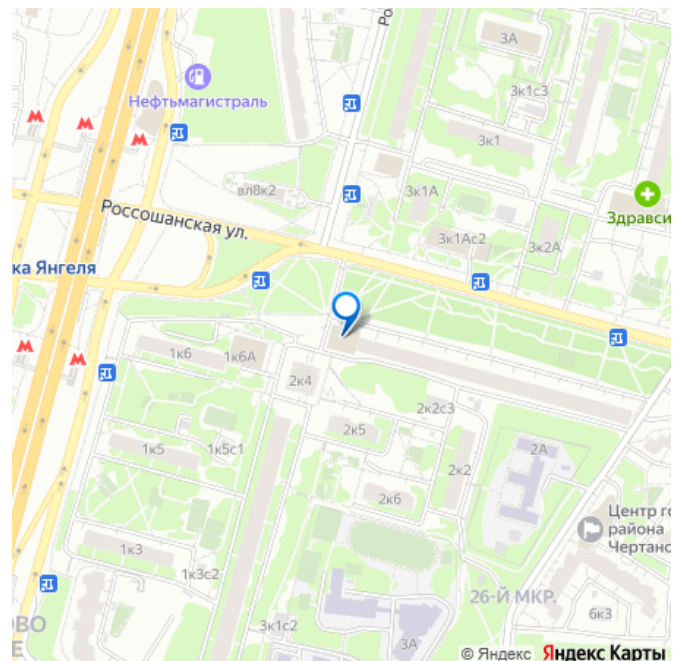 Ро
3А
Нефтьмагистраль
3к1с3
3к1
вл8к2
3к1А
Здравси
Россошанская ул.
3к1Ас2
3к2А
ка Янгеля
1к6
1к6А
2к4
2к2с3
2к5
1к5
1к5с1
2к2
2А
2к6
Центр го
района
Чертано
1к3
1к3с2
26-Й МКР.
ОВО
Е
3к1с2
3А
6к3
© Яндекс Яндекс Карты